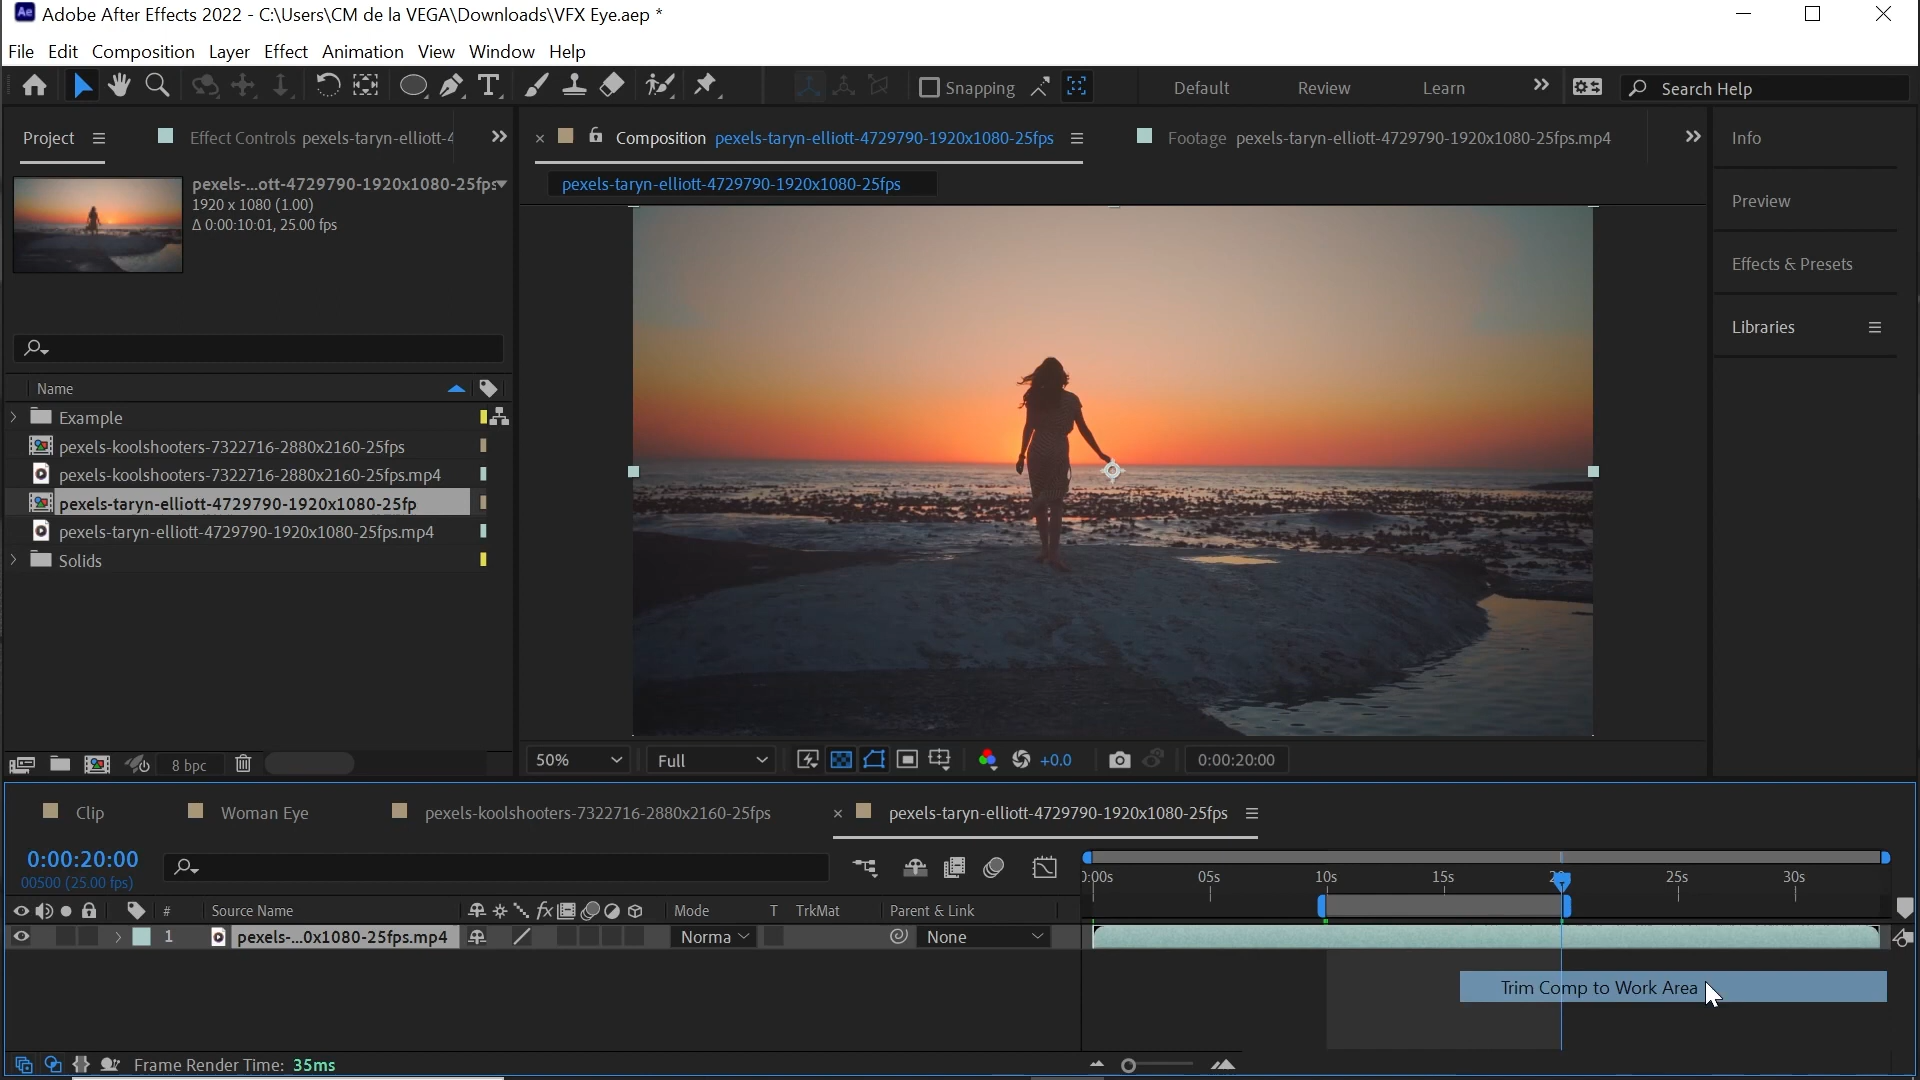 Ae Adobe After Effects 2022 - C:\Users\CM de la VEGA\Downloads\VFX Eye.aep *
File Edit Composition Layer Effect Animation View Window Help
Snapping Default Review Learn Search Help
Project Effect Controls pexels-taryn-elliott-4
Composition pexels-taryn-elliott-4729790-1920x1080-25fps
Footage pexels-taryn-elliott-4729790-1920x1080-25fps.mp4
Info
pexels-taryn-elliott-4729790-1920x1080-25fps
pexels-...ott-4729790-1920x1080-25fps
1920 x 1080 (1.00)
Δ 0:00:10:01, 25.00 fps
Preview
Effects & Presets
Libraries
Name
Example
pexels-koolshooters-7322716-2880x2160-25fps
pexels-koolshooters-7322716-2880x2160-25fps.mp4
pexels-taryn-elliott-4729790-1920x1080-25fp
pexels-taryn-elliott-4729790-1920x1080-25fps.mp4
Solids
8 bpc
50% Full +0.0 0:00:20:00
Clip Woman Eye pexels-koolshooters-7322716-2880x2160-25fps pexels-taryn-elliott-4729790-1920x1080-25fps
0:00:20:00
00500 (25.00 fps)
05s 10s 15s 25s 30s
# Source Name fx Mode T TrkMat Parent & Link
1 pexels-...0x1080-25fps.mp4 Norma None
Trim Comp to Work Area
Frame Render Time: 35ms